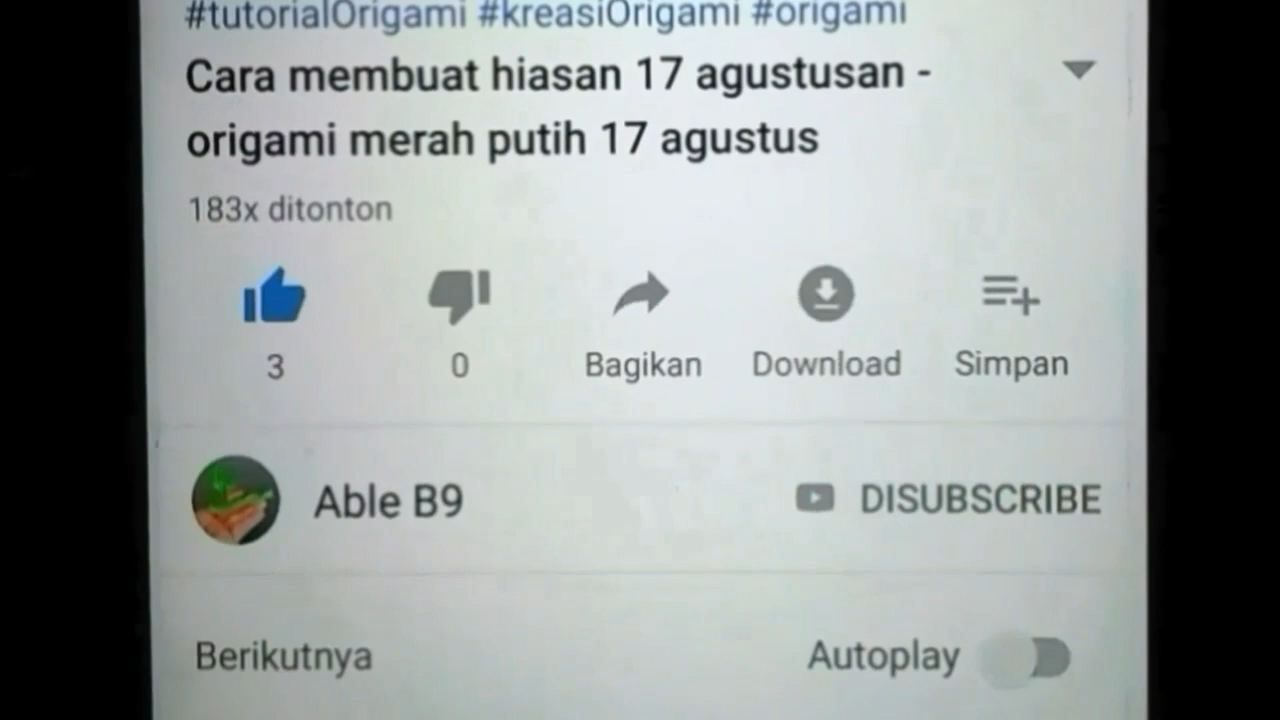 #tutorialOrigami #kreasiOrigami #origami
Cara membuat hiasan 17 agustusan -
origami merah putih 17 agustus
183x ditonton
3
0
Bagikan
Download
Simpan
Able B9
DISUBSCRIBE
Berikutnya
Autoplay